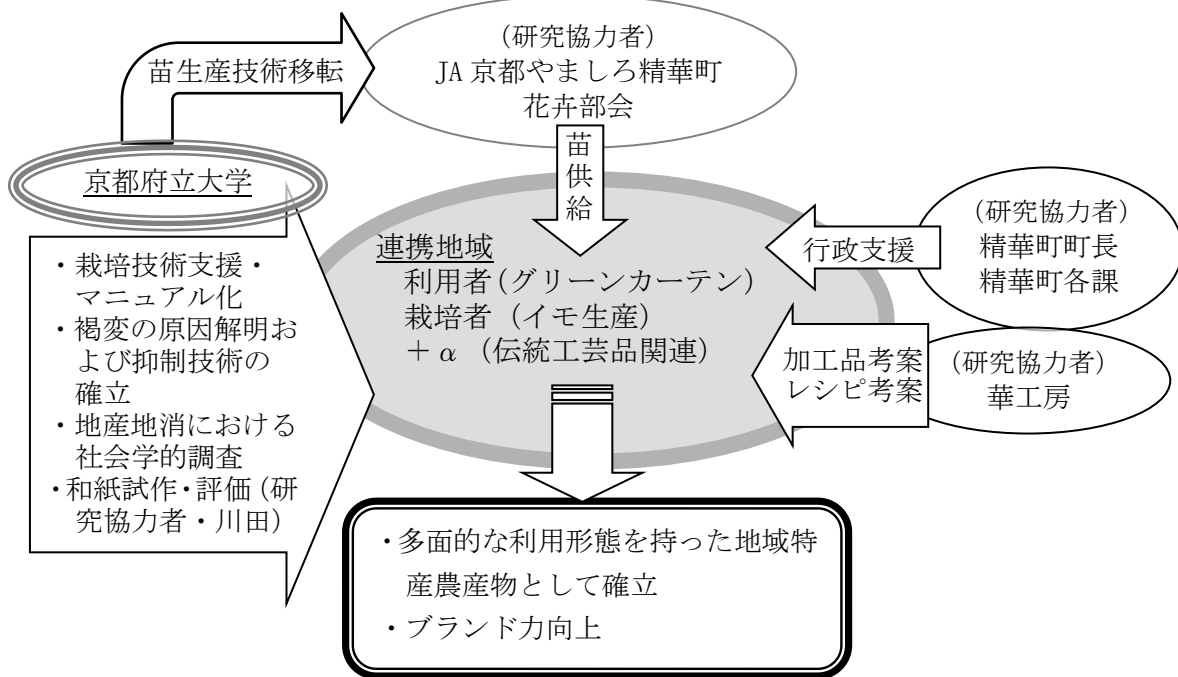 苗生産技術移転
(研究協力者)
JA 京都やましろ精華町
花卉部会
苗供給
京都府立大学
・栽培技術支援・
マニュアル化
・褐変の原因解明お
よび抑制技術の
確立
・地産地消における
社会学的調査
・和紙試作・評価(研
究協力者・川田)
連携地域
利用者(グリーンカーテン)
栽培者 (イモ生産)
+α (伝統工芸品関連)
行政支援
(研究協力者)
精華町町長
精華町各課
加工品考案
レシピ考案
(研究協力者)
華工房
・多面的な利用形態を持った地域特
産農産物として確立
・ブランド力向上